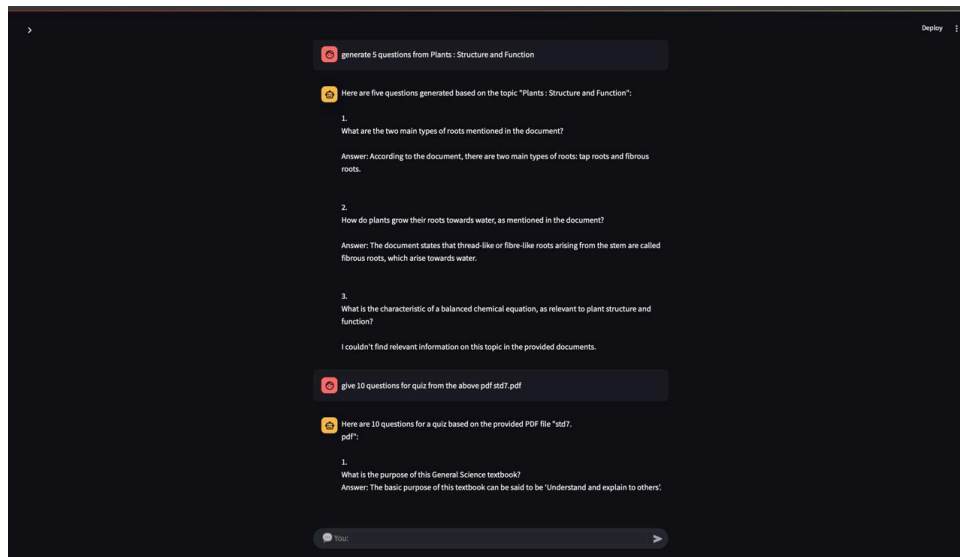 Deploy
generate 5 questions from Plants : Structure and Function
Here are five questions generated based on the topic "Plants : Structure and Function":
1.
What are the two main types of roots mentioned in the document?
Answer: According to the document, there are two main types of roots: tap roots and fibrous
roots.
2.
How do plants grow their roots towards water, as mentioned in the document?
Answer: The document states that thread-like or fibre-like roots arising from the stem are called
fibrous roots, which arise towards water.
3.
What is the characteristic of a balanced chemical equation, as relevant to plant structure and
function?
I couldn't find relevant information on this topic in the provided documents.
give 10 questions for quiz from the above pdf std7.pdf
Here are 10 questions for a quiz based on the provided PDF file "std7.
pdf":
1.
What is the purpose of this General Science textbook?
Answer: The basic purpose of this textbook can be said to be 'Understand and explain to others'.
You: